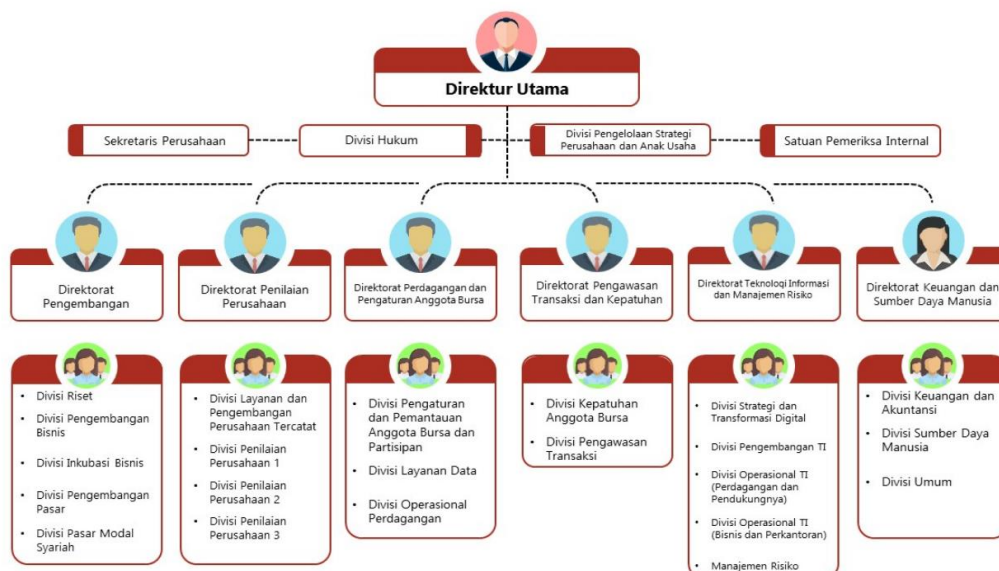 Direktur Utama
Sekretaris Perusahaan
Divisi Hukum
Divisi Pengelolaan Strategi
Perusahaan dan Anak Usaha
Satuan Pemeriksa Internal
Direktorat
Pengembangan
Direktorat Penilaian
Perusahaan
Direktorat Perdagangan dan
Pengaturan Anggota Bursa
Direktorat Pengawasan
Transaksi dan Kepatuhan
Direktorat Teknologi Informasi
dan Manajemen Risiko
Direktorat Keuangan dan
Sumber Daya Manusia
• Divisi Riset
• Divisi Pengembangan
Bisnis
• Divisi Inkubasi Bisnis
• Divisi Pengembangan
Pasar
• Divisi Pasar Modal
Syariah
• Divisi Layanan dan
Pengembangan
Perusahaan Tercatat
• Divisi Penilaian
Perusahaan 1
• Divisi Penilaian
Perusahaan 2
• Divisi Penilaian
Perusahaan 3
• Divisi Pengaturan
dan Pemantauan
Anggota Bursa dan
Partisipan
• Divisi Layanan Data
• Divisi Operasional
Perdagangan
• Divisi Kepatuhan
Anggota Bursa
• Divisi Pengawasan
Transaksi
• Divisi Strategi dan
Transformasi Digital
• Divisi Pengembangan TI
• Divisi Operasional TI
(Perdagangan dan
Pendukungnya)
• Divisi Operasional TI
(Bisnis dan Perkantoran)
• Manajemen Risiko
• Divisi Keuangan dan
Akuntansi
• Divisi Sumber Daya
Manusia
• Divisi Umum